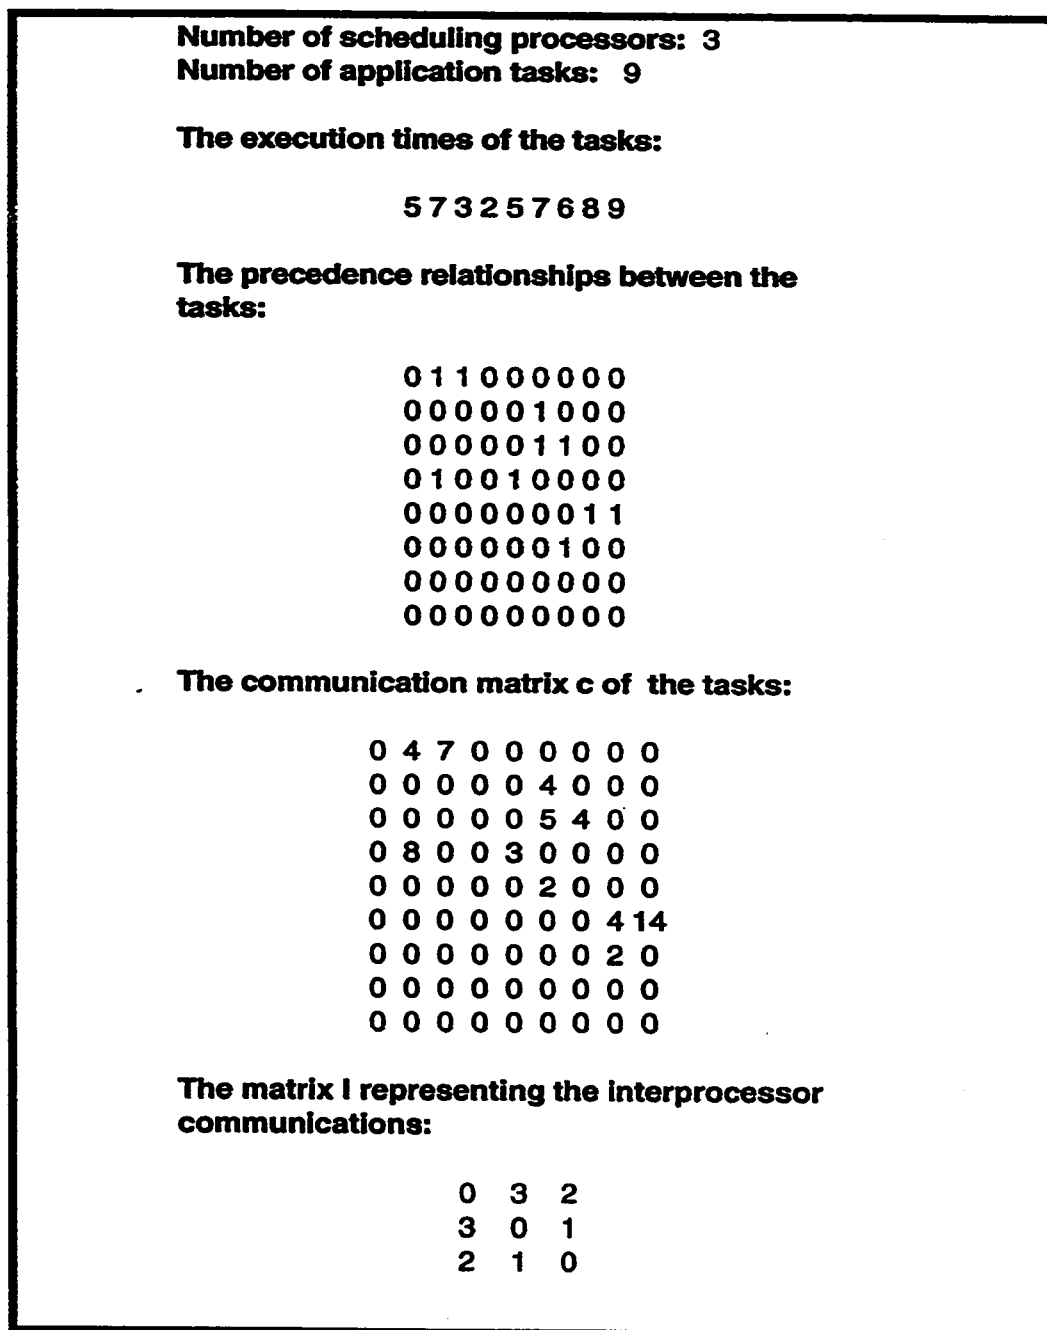 Number of scheduling processors: 3
Number of application tasks: 9
The execution times of the tasks:
5 7 3 2 5 7 6 8 9
The precedence relationships between the
tasks:
0 1 1 0 0 0 0 0 0
0 0 0 0 0 1 0 0 0
0 0 0 0 0 1 1 0 0
0 1 0 0 1 0 0 0 0
0 0 0 0 0 0 0 1 1
0 0 0 0 0 0 1 0 0
0 0 0 0 0 0 0 0 0
0 0 0 0 0 0 0 0 0
The communication matrix c of the tasks:
0 4 7 0 0 0 0 0 0
0 0 0 0 0 4 0 0 0
0 0 0 0 0 5 4 0 0
0 8 0 0 3 0 0 0 0
0 0 0 0 0 2 0 0 0
0 0 0 0 0 0 0 4 14
0 0 0 0 0 0 0 2 0
0 0 0 0 0 0 0 0 0
0 0 0 0 0 0 0 0 0
The matrix I representing the interprocessor
communications:
0 3 2
3 0 1
2 1 0